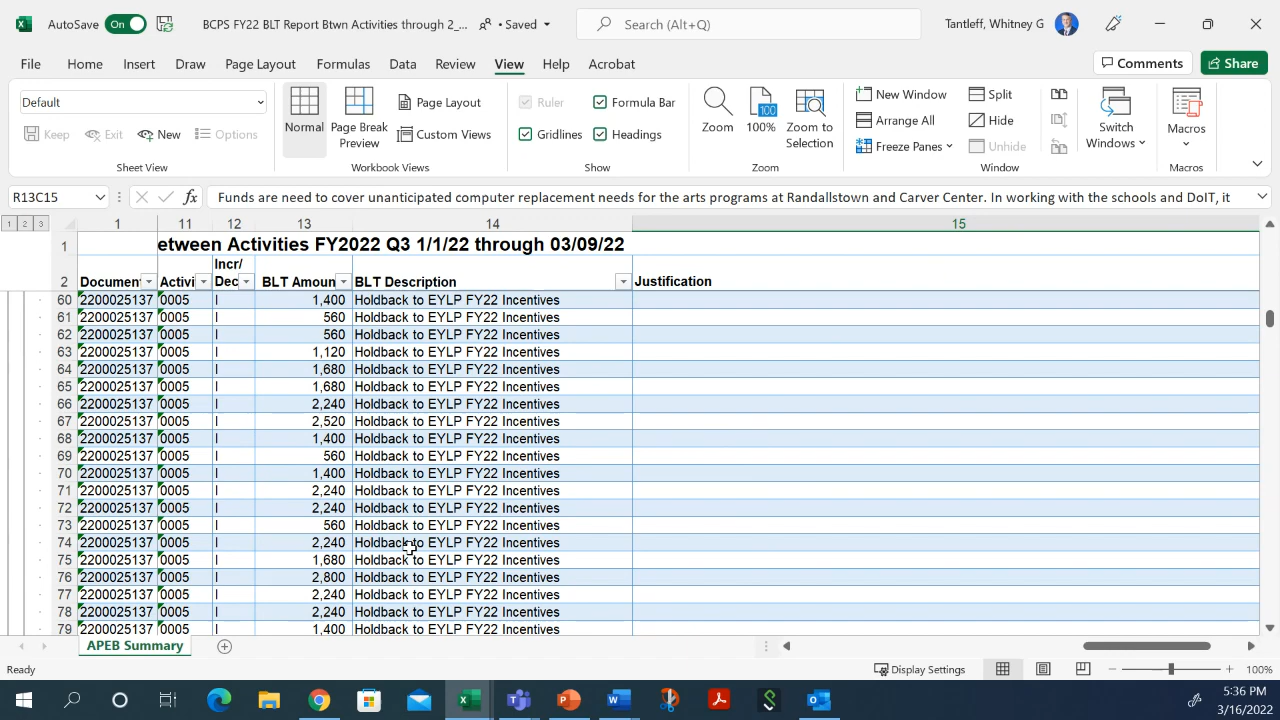 AutoSave On BCPS FY22 BLT Report Btwn Activities through 2_... • Saved Search (Alt+Q) Tantleff, Whitney G
File Home Insert Draw Page Layout Formulas Data Review View Help Acrobat Comments Share
Default
Keep Exit New Options
Sheet View
Normal
Page Break Preview
Page Layout
Custom Views
Workbook Views
Ruler Formula Bar
Gridlines Headings
Show
Zoom
100
100%
Zoom to Selection
Zoom
New Window
Arrange All
Freeze Panes
Split
Hide
Unhide
Window
Switch Windows
Macros
Macros
R13C15 fx Funds are need to cover unanticipated computer replacement needs for the arts programs at Randallstown and Carver Center. In working with the schools and DoIT, it
1 2 3 1 11 12 13 14 15
1 etween Activities FY2022 Q3 1/1/22 through 03/09/22
2 Documen Activi Incr/ Dec BLT Amoun BLT Description Justification
60 2200025137 0005 I 1,400 Holdback to EYLP FY22 Incentives
61 2200025137 0005 I 560 Holdback to EYLP FY22 Incentives
62 2200025137 0005 I 560 Holdback to EYLP FY22 Incentives
63 2200025137 0005 I 1,120 Holdback to EYLP FY22 Incentives
64 2200025137 0005 I 1,680 Holdback to EYLP FY22 Incentives
65 2200025137 0005 I 1,680 Holdback to EYLP FY22 Incentives
66 2200025137 0005 I 2,240 Holdback to EYLP FY22 Incentives
67 2200025137 0005 I 2,520 Holdback to EYLP FY22 Incentives
68 2200025137 0005 I 1,400 Holdback to EYLP FY22 Incentives
69 2200025137 0005 I 560 Holdback to EYLP FY22 Incentives
70 2200025137 0005 I 1,400 Holdback to EYLP FY22 Incentives
71 2200025137 0005 I 2,240 Holdback to EYLP FY22 Incentives
72 2200025137 0005 I 2,240 Holdback to EYLP FY22 Incentives
73 2200025137 0005 I 560 Holdback to EYLP FY22 Incentives
74 2200025137 0005 I 2,240 Holdback to EYLP FY22 Incentives
75 2200025137 0005 I 1,680 Holdback to EYLP FY22 Incentives
76 2200025137 0005 I 2,800 Holdback to EYLP FY22 Incentives
77 2200025137 0005 I 2,240 Holdback to EYLP FY22 Incentives
78 2200025137 0005 I 2,240 Holdback to EYLP FY22 Incentives
79 2200025137 0005 I 1,400 Holdback to EYLP FY22 Incentives
APEB Summary
Ready Display Settings 100%
5:36 PM
3/16/2022